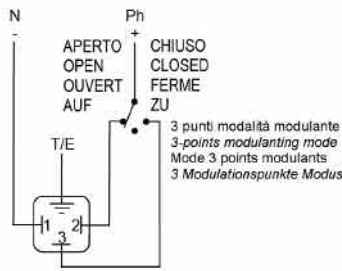 N
Ph
-
+
APERTO CHIUSO
OPEN CLOSED
OUVERT FERME
AUF ZU
3 punti modalità modulante
3-points modulanting mode
Mode 3 points modulants
3 Modulationspunkte Modus
T/E
1 2
3